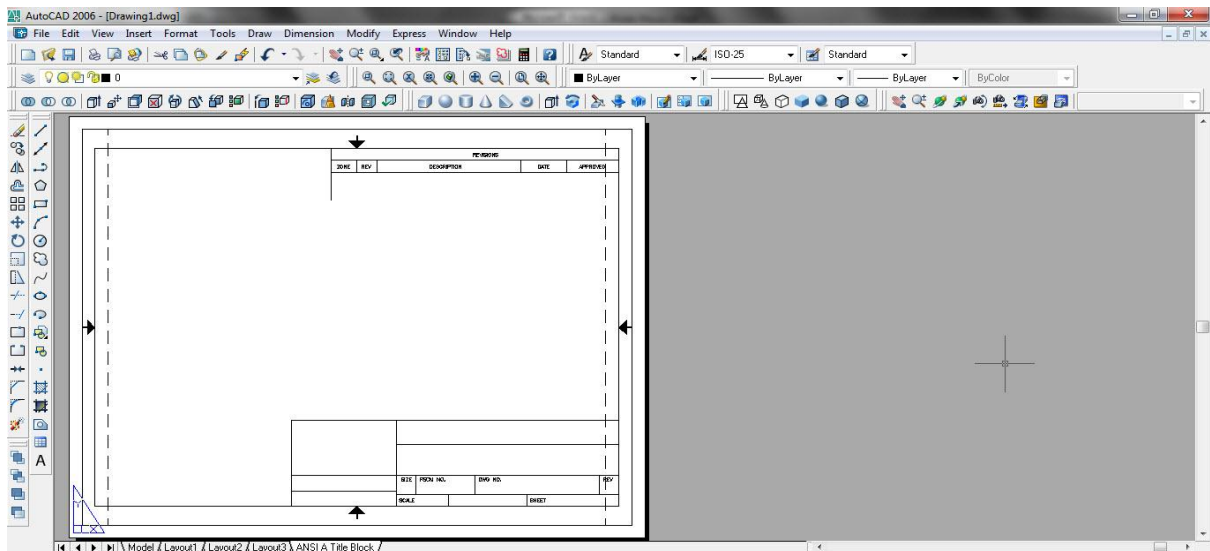 AutoCAD 2006 - [Drawing1.dwg]
File Edit View Insert Format Tools Draw Dimension Modify Express Window Help
Standard ISO-25 Standard
0 ByLayer ByLayer ByLayer ByColor
REVISIONS
ZONE REV DESCRIPTION DATE APPROVED
SIZE FSCM NO. DWG NO. REV
SCALE SHEET
Y
X
A
Model Layout1 Layout2 Layout3 ANSI A Title Block